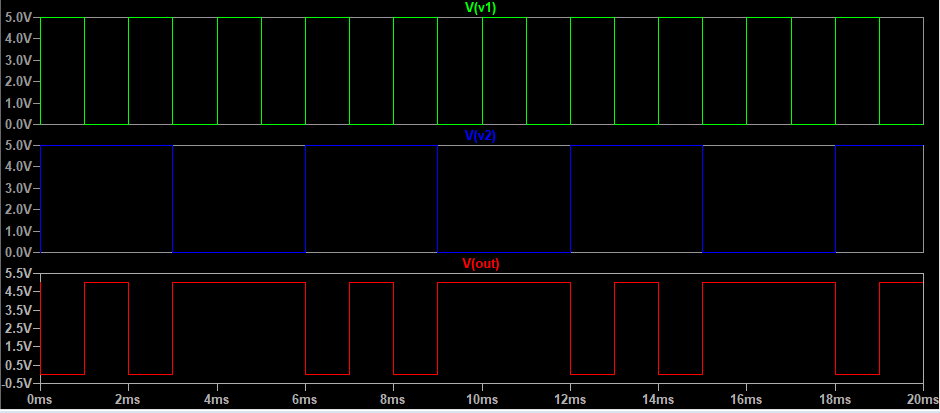 V(v1)
5.0V
4.0V
3.0V
2.0V
1.0V
0.0V
V(v2)
5.0V
4.0V
3.0V
2.0V
1.0V
0.0V
V(out)
5.5V
4.5V
3.5V
2.5V
1.5V
0.5V
-0.5V
0ms 2ms 4ms 6ms 8ms 10ms 12ms 14ms 16ms 18ms 20ms